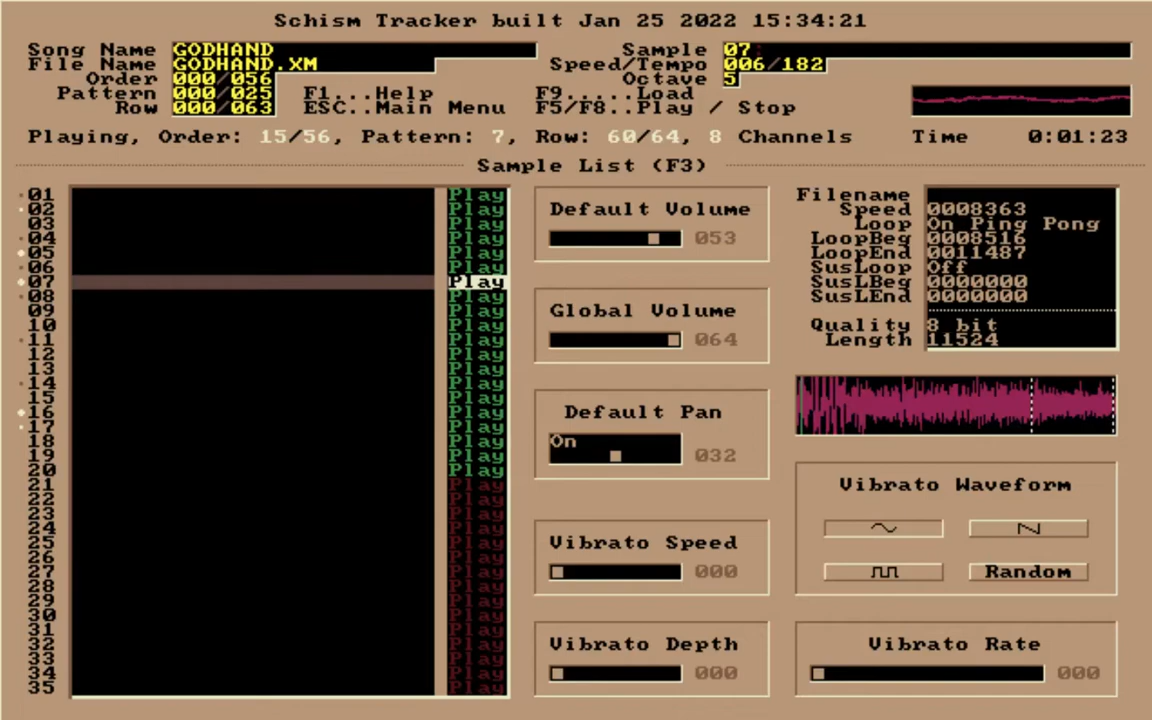 Schism Tracker built Jan 25 2022 15:34:21
Song Name GODHAND
File Name GODHAND.XM
Order 000/056
Pattern 000/025
Row 000/063
F1...Help
ESC..Main Menu
Sample 07:
Speed/Tempo 006/182
Octave 5
F9.....Load
F5/F8..Play / Stop
Playing, Order: 15/56, Pattern: 7, Row: 60/64, 8 Channels
Time 0:01:23
Sample List (F3)
01 Play
02 Play
03 Play
04 Play
05 Play
06 Play
07 Play
08 Play
09 Play
10 Play
11 Play
12 Play
13 Play
14 Play
15 Play
16 Play
17 Play
18 Play
19 Play
20 Play
21 Play
22 Play
23 Play
24 Play
25 Play
26 Play
27 Play
28 Play
29 Play
30 Play
31 Play
32 Play
33 Play
34 Play
35 Play
Default Volume
053
Global Volume
064
Default Pan
On
032
Vibrato Speed
000
Vibrato Depth
000
Filename
Speed 0008363
Loop On Ping Pong
LoopBeg 0008516
LoopEnd 0011487
SusLoop Off
SusLBeg 0000000
SusLEnd 0000000
Quality 8 bit
Length 11524
Vibrato Waveform
Random
Vibrato Rate
000